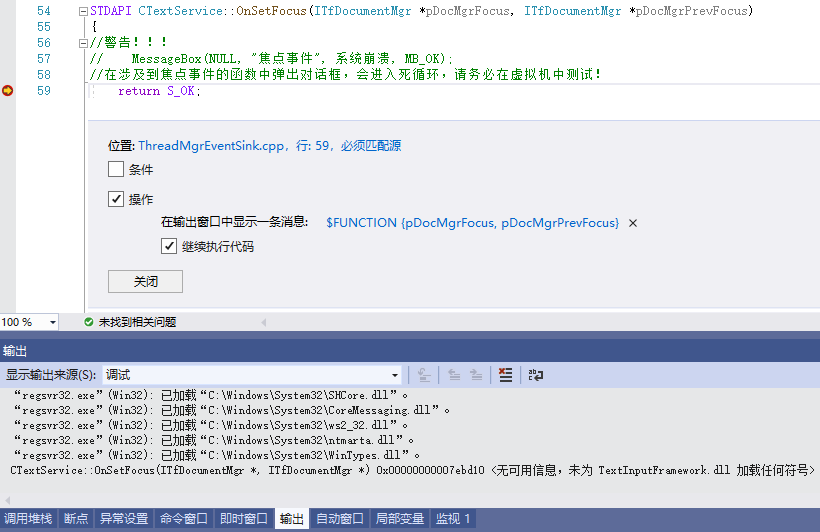 54 STDAPI CTextService::OnSetFocus(ITfDocumentMgr *pDocMgrFocus, ITfDocumentMgr *pDocMgrPrevFocus)
55 {
56 //警告！！！
57 // MessageBox(NULL, "焦点事件", 系统崩溃, MB_OK);
58 //在涉及到焦点事件的函数中弹出对话框，会进入死循环，请务必在虚拟机中测试！
59 return S_OK;
位置: ThreadMgrEventSink.cpp，行: 59，必须匹配源
条件
操作
在输出窗口中显示一条消息: $FUNCTION {pDocMgrFocus, pDocMgrPrevFocus} ×
继续执行代码
关闭
100 % 未找到相关问题
输出
显示输出来源(S): 调试
“regsvr32.exe”(Win32): 已加载“C:\Windows\System32\SHCore.dll”。
“regsvr32.exe”(Win32): 已加载“C:\Windows\System32\CoreMessaging.dll”。
“regsvr32.exe”(Win32): 已加载“C:\Windows\System32\ws2_32.dll”。
“regsvr32.exe”(Win32): 已加载“C:\Windows\System32\ntmarta.dll”。
“regsvr32.exe”(Win32): 已加载“C:\Windows\System32\WinTypes.dll”。
CTextService::OnSetFocus(ITfDocumentMgr *, ITfDocumentMgr *) 0x00000000007ebd10 <无可用信息，未为 TextInputFramework.dll 加载任何符号>
调用堆栈 断点 异常设置 命令窗口 即时窗口 输出 自动窗口 局部变量 监视 1